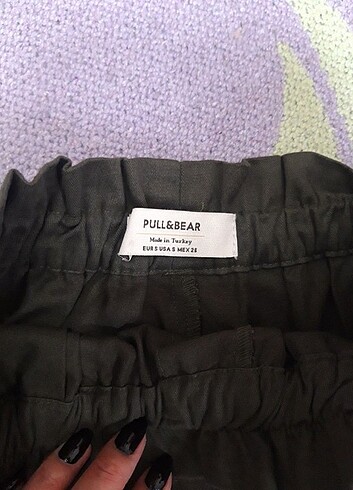 PULL&BEAR
Made in Turkey
EUR S USA S MEX 26